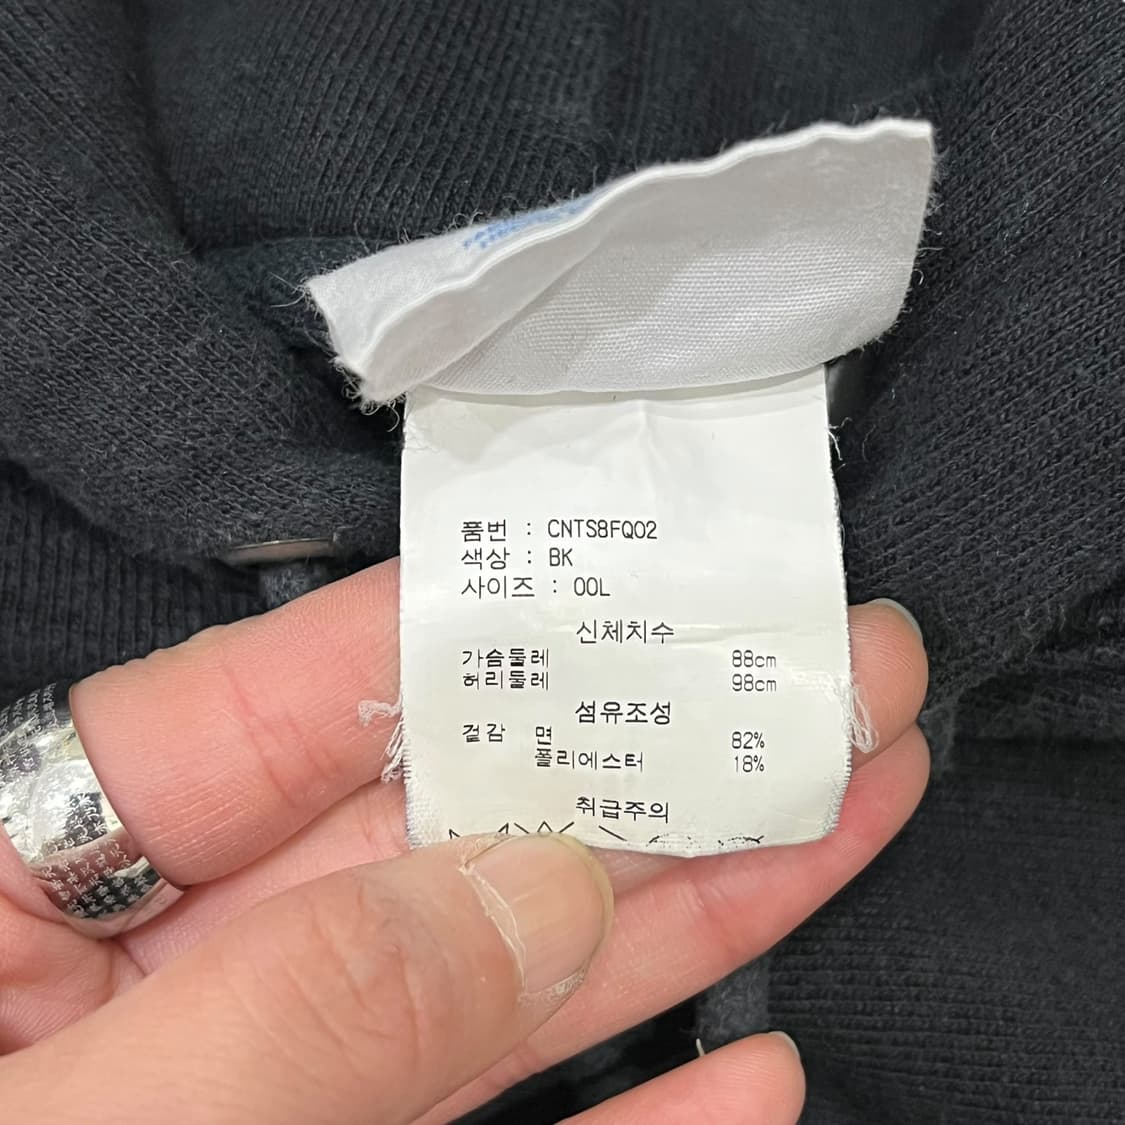 품번 : CNTS8FQ02
색상 : BK
사이즈 : 00L
신체치수
가슴둘레 88cm
허리둘레 98cm
섬유조성
겉감 면 82%
폴리에스터 18%
취급주의